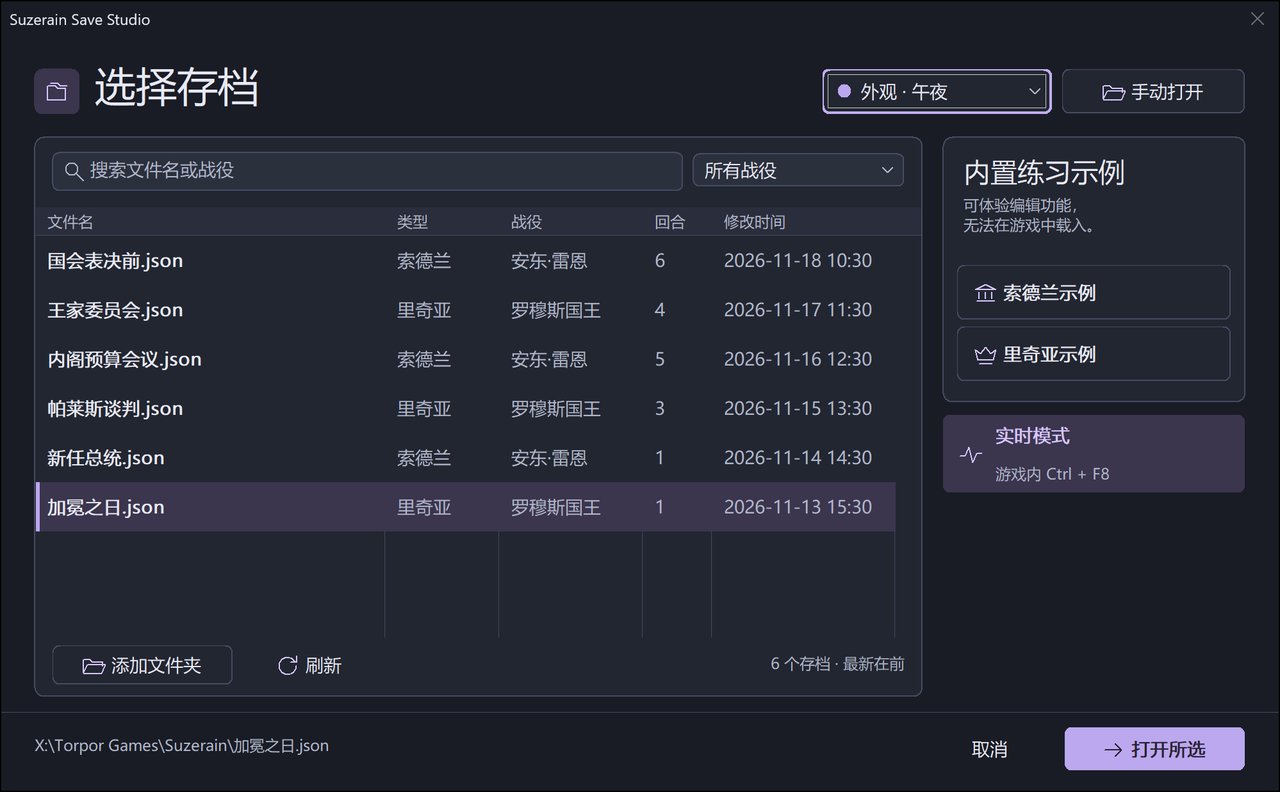 Suzerain Save Studio
选择存档
外观 · 午夜
手动打开
搜索文件名或战役
所有战役
文件名 类型 战役 回合 修改时间
国会表决前.json 索德兰 安东·雷恩 6 2026-11-18 10:30
王家委员会.json 里奇亚 罗穆斯国王 4 2026-11-17 11:30
内阁预算会议.json 索德兰 安东·雷恩 5 2026-11-16 12:30
帕莱斯谈判.json 里奇亚 罗穆斯国王 3 2026-11-15 13:30
新任总统.json 索德兰 安东·雷恩 1 2026-11-14 14:30
加冕之日.json 里奇亚 罗穆斯国王 1 2026-11-13 15:30
添加文件夹
刷新
6 个存档 · 最新在前
内置练习示例
可体验编辑功能，
无法在游戏中载入。
索德兰示例
里奇亚示例
实时模式
游戏内 Ctrl + F8
X:\Torpor Games\Suzerain\加冕之日.json
取消
打开所选